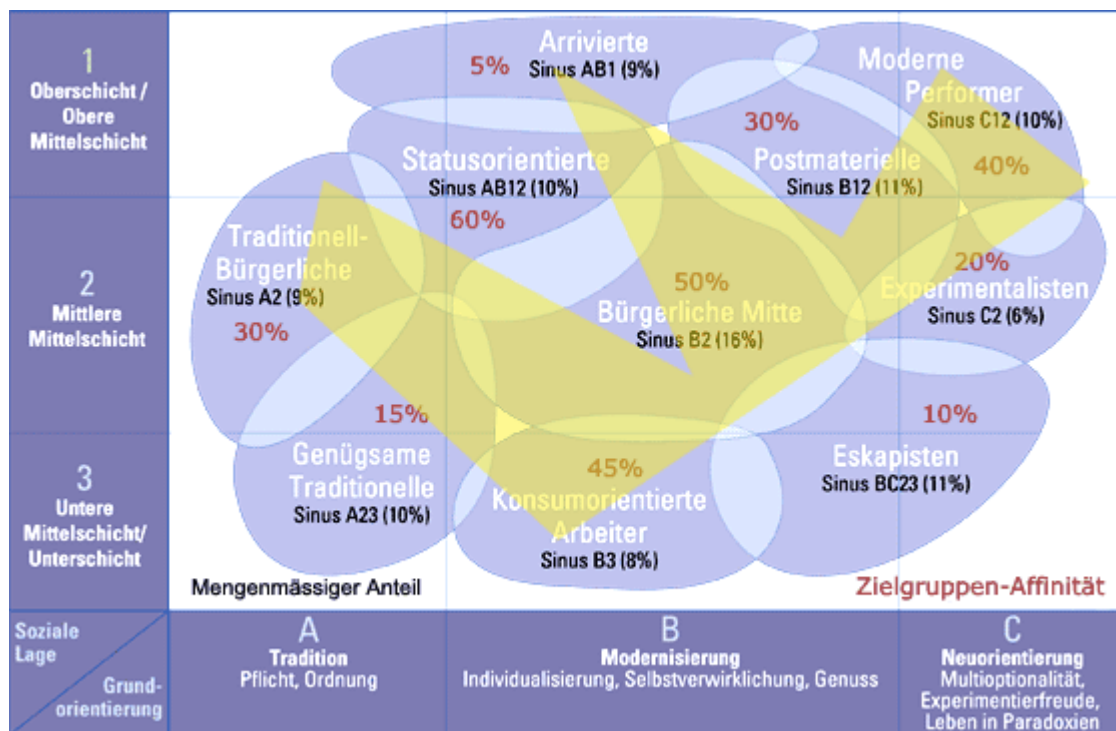 1
Oberschicht /
Obere
Mittelschicht
2
Mittlere
Mittelschicht
3
Untere
Mittelschicht/
Unterschicht
Arrivierte
5%
Sinus AB1 (9%)
Moderne
Performer
Sinus C12 (10%)
40%
30%
Postmaterielle
Sinus B12 (11%)
Statusorientierte
Sinus AB12 (10%)
60%
Traditionell-
Bürgerliche
Sinus A2 (9%)
30%
50%
Bürgerliche Mitte
Sinus B2 (16%)
20%
Experimentalisten
Sinus C2 (6%)
15%
Genügsame
Traditionelle
Sinus A23 (10%)
45%
Konsumorientierte
Arbeiter
Sinus B3 (8%)
10%
Eskapisten
Sinus BC23 (11%)
Mengenmässiger Anteil
Zielgruppen-Affinität
Soziale
Lage
Grund-
orientierung
A
Tradition
Pflicht, Ordnung
B
Modernisierung
Individualisierung, Selbstverwirklichung, Genuss
C
Neuorientierung
Multioptionalität,
Experimentierfreude,
Leben in Paradoxien